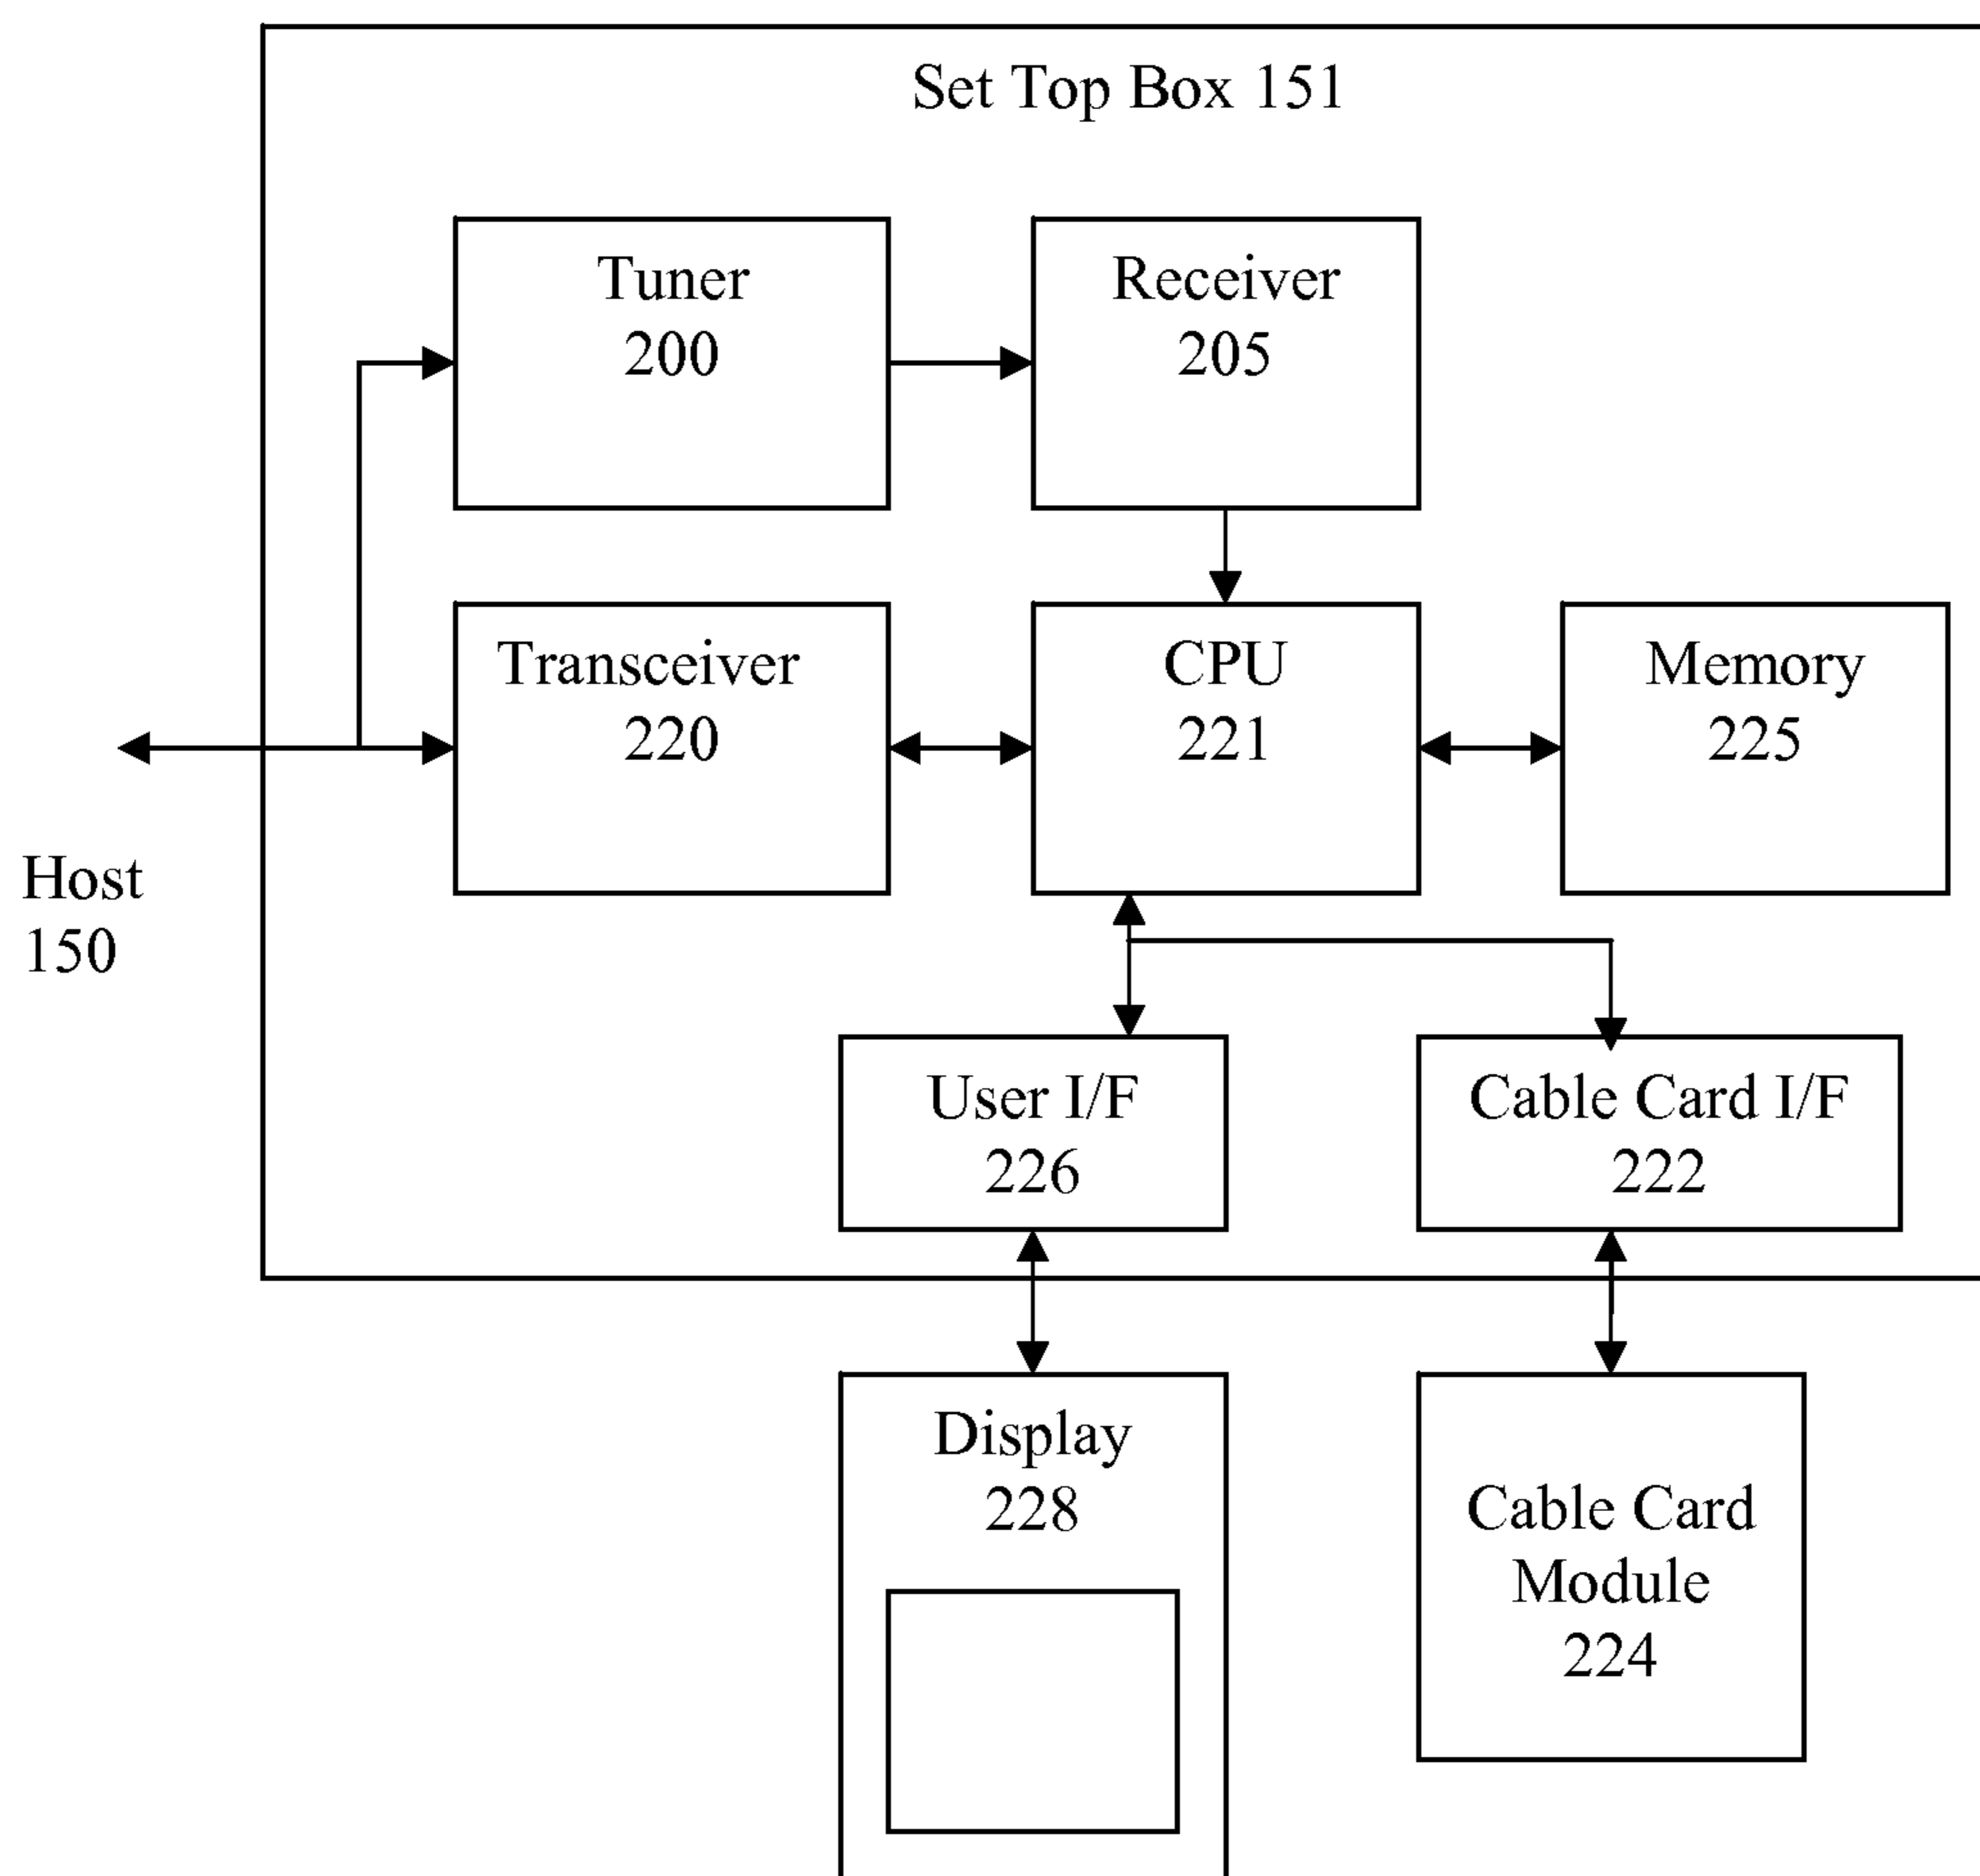 Set Top Box 151
Tuner
200
Receiver
205
Transceiver
220
CPU
221
Memory
225
Host
150
User I/F
226
Cable Card I/F
222
Display
228
Cable Card
Module
224